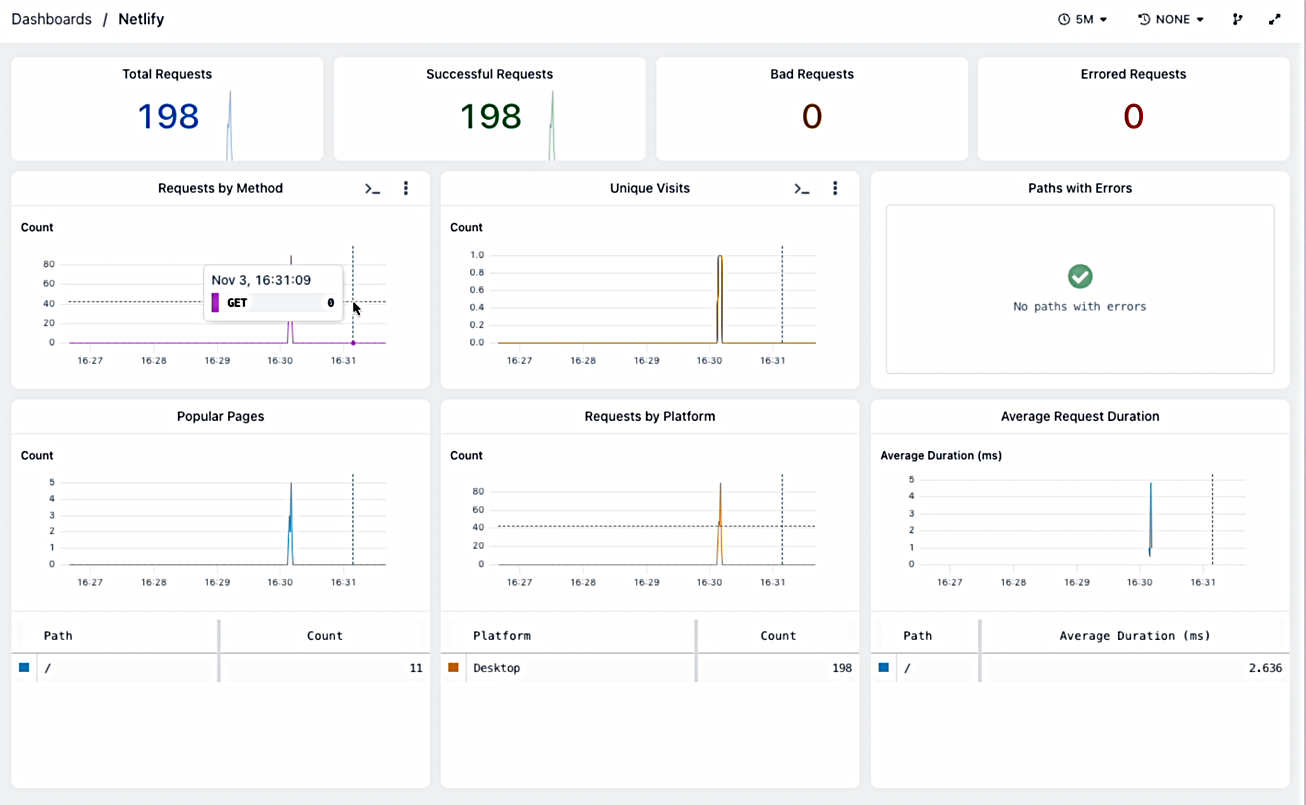 Dashboards / Netlify
5M
NONE
Total Requests
198
Successful Requests
198
Bad Requests
0
Errored Requests
0
Requests by Method
Count
80
60
40
20
0
16:27 16:28 16:29 16:30 16:31
Nov 3, 16:31:09
GET 0
Unique Visits
Count
1.0
0.8
0.6
0.4
0.2
0.0
16:27 16:28 16:29 16:30 16:31
Paths with Errors
No paths with errors
Popular Pages
Count
5
4
3
2
1
0
16:27 16:28 16:29 16:30 16:31
Path Count
/ 11
Requests by Platform
Count
80
60
40
20
0
16:27 16:28 16:29 16:30 16:31
Platform Count
Desktop 198
Average Request Duration
Average Duration (ms)
5
4
3
2
1
0
16:27 16:28 16:29 16:30 16:31
Path Average Duration (ms)
/ 2.636